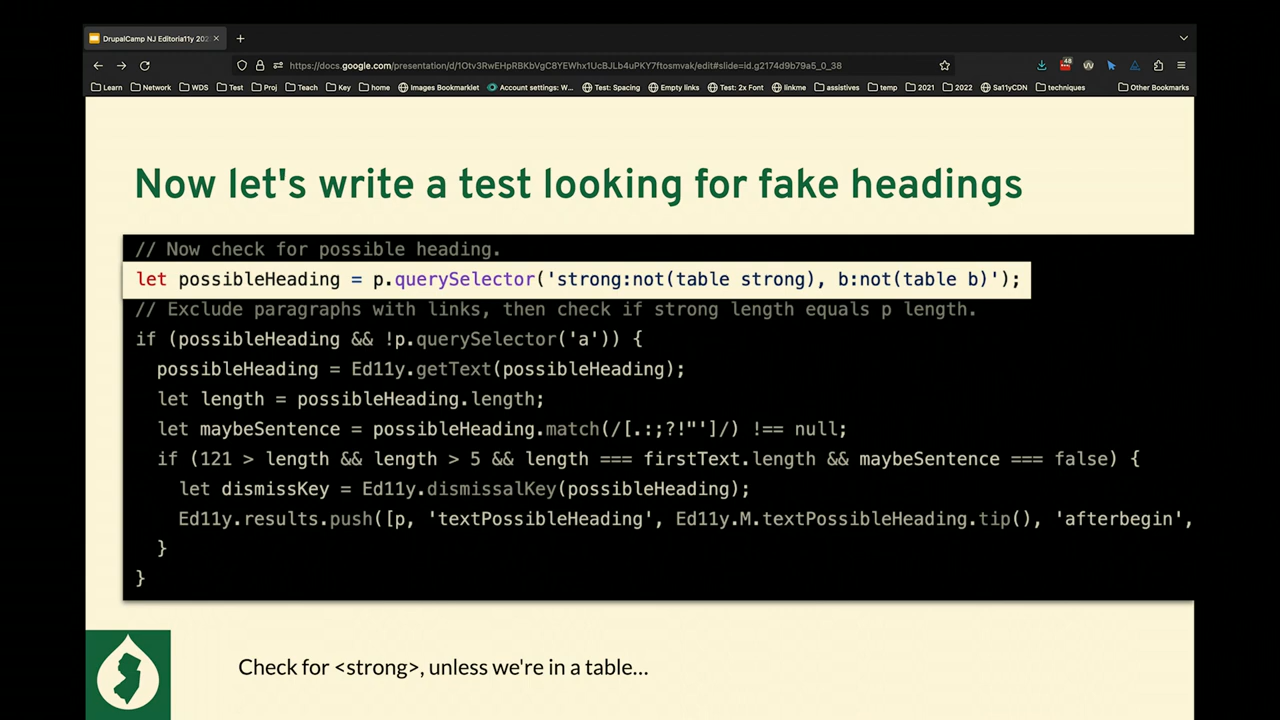 DrupalCamp NJ Editoria11y 202
https://docs.google.com/presentation/d/1Otv3RwEHpRBKbVgC8YEWhx1UcBJLb4uPKY7ftosmvak/edit#slide=id.g2174d9b79a5_0_38
48
Learn Network WDS Test Proj Teach Key home Images Bookmarklet Account settings: W... Test: Spacing Empty links Test: 2x Font linkme assistives temp 2021 2022 Sa11yCDN techniques Other Bookmarks
Now let's write a test looking for fake headings
// Now check for possible heading.
let possibleHeading = p.querySelector('strong:not(table strong), b:not(table b)');
// Exclude paragraphs with links, then check if strong length equals p length.
if (possibleHeading && !p.querySelector('a')) {
possibleHeading = Ed11y.getText(possibleHeading);
let length = possibleHeading.length;
let maybeSentence = possibleHeading.match(/[.:;?!"']/) !== null;
if (121 > length && length > 5 && length === firstText.length && maybeSentence === false) {
let dismissKey = Ed11y.dismissalKey(possibleHeading);
Ed11y.results.push([p, 'textPossibleHeading', Ed11y.M.textPossibleHeading.tip(), 'afterbegin',
}
}
Check for <strong>, unless we're in a table...